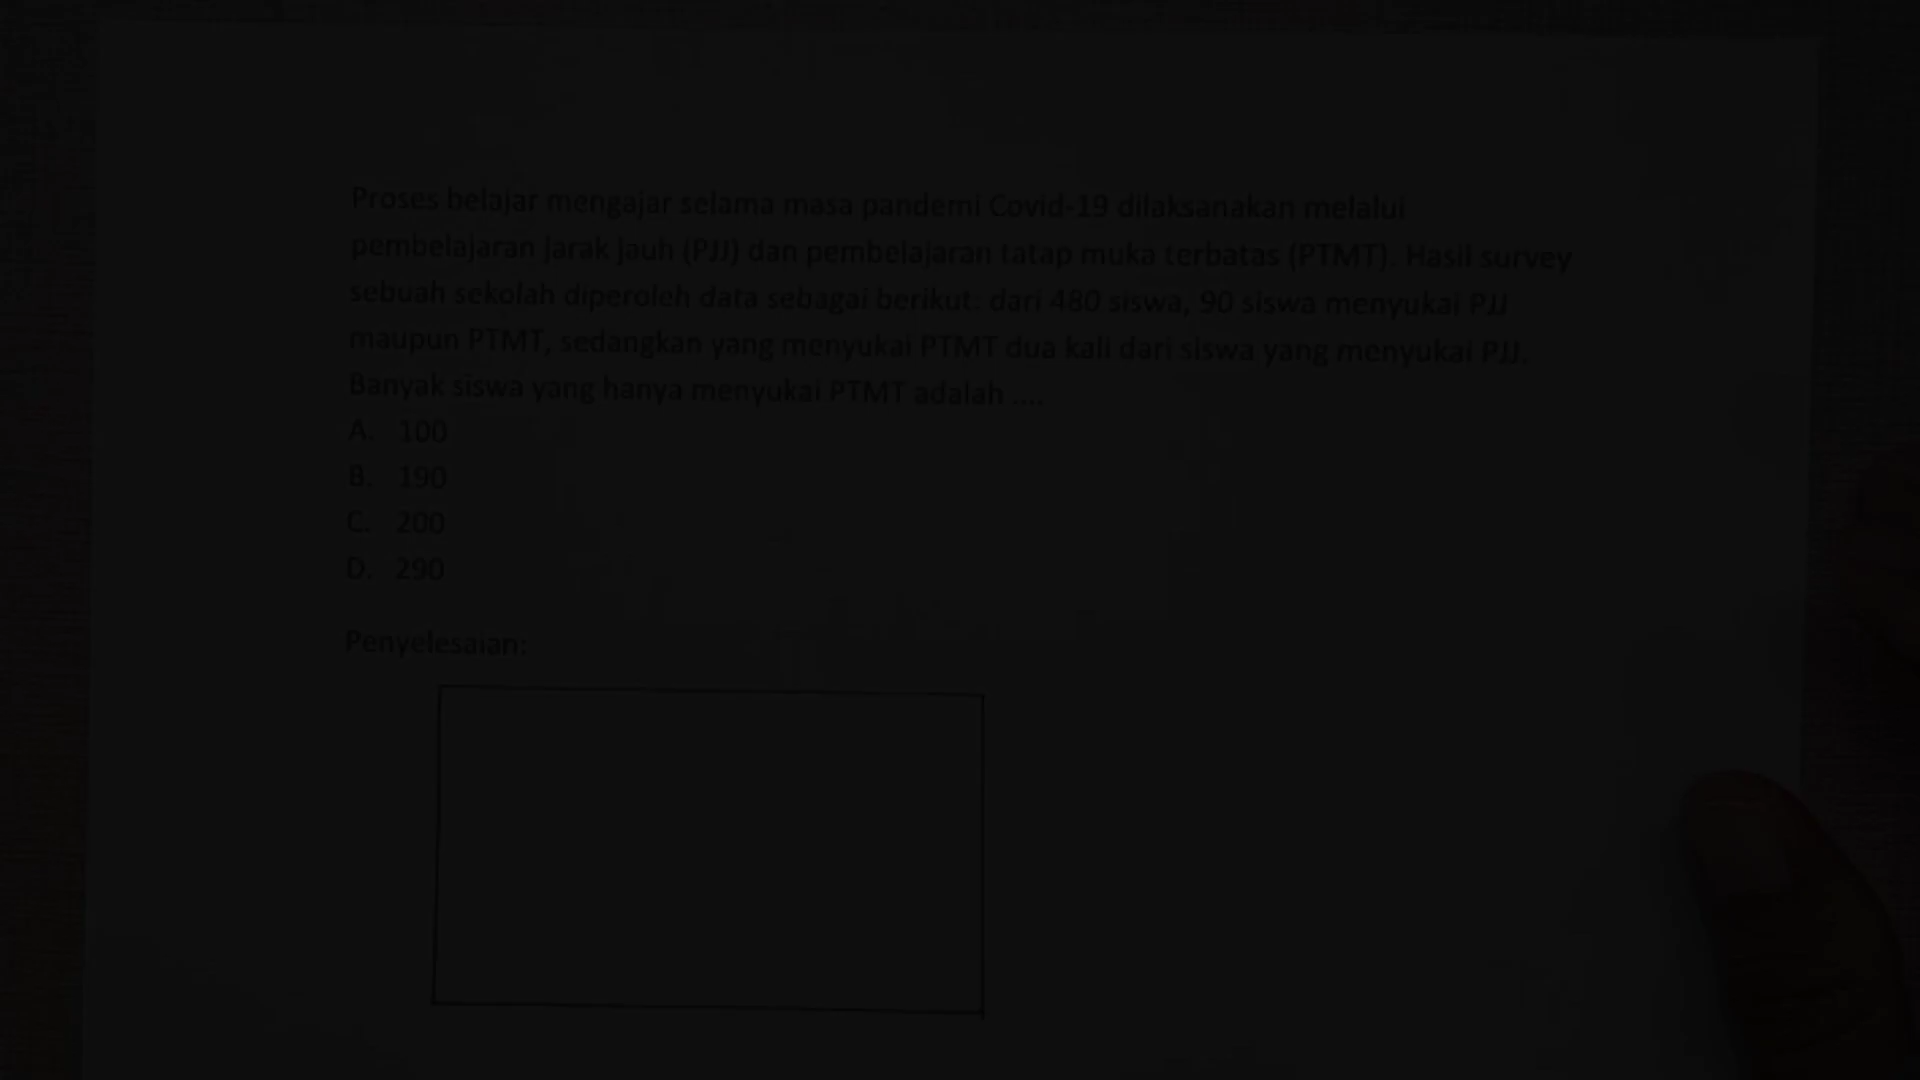 Proses belajar mengajar selama masa pandemi Covid-19 dilaksanakan melalui
pembelajaran jarak jauh (PJJ) dan pembelajaran tatap muka terbatas (PTMT). Hasil survey
sebuah sekolah diperoleh data sebagai berikut: dari 480 siswa, 90 siswa menyukai PJJ
maupun PTMT, sedangkan yang menyukai PTMT dua kali dari siswa yang menyukai PJJ.
Banyak siswa yang hanya menyukai PTMT adalah ....
A. 100
B. 190
C. 200
D. 290
Penyelesaian: